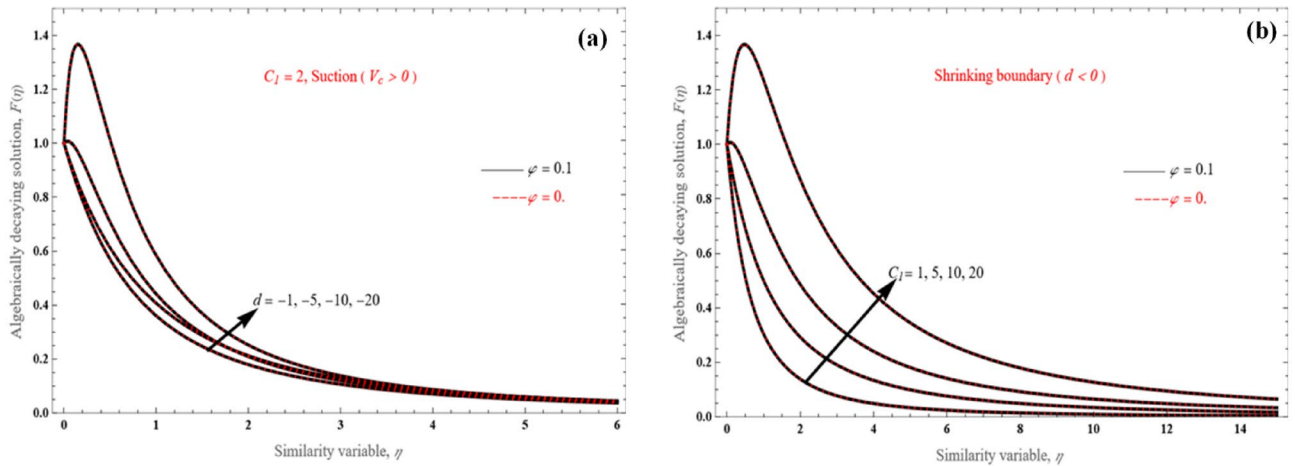 (a)
C₁ = 2, Suction ( V_c > 0 )
φ = 0.1
φ = 0.
d = −1, −5, −10, −20
Algebraically decaying solution, F(η)
1.4
1.2
1.0
0.8
0.6
0.4
0.2
0.0
0 1 2 3 4 5 6
Similarity variable, η
(b)
Shrinking boundary ( d < 0 )
φ = 0.1
φ = 0.
C₁= 1, 5, 10, 20
Algebraically decaying solution, F(η)
1.4
1.2
1.0
0.8
0.6
0.4
0.2
0.0
0 2 4 6 8 10 12 14
Similarity variable, η